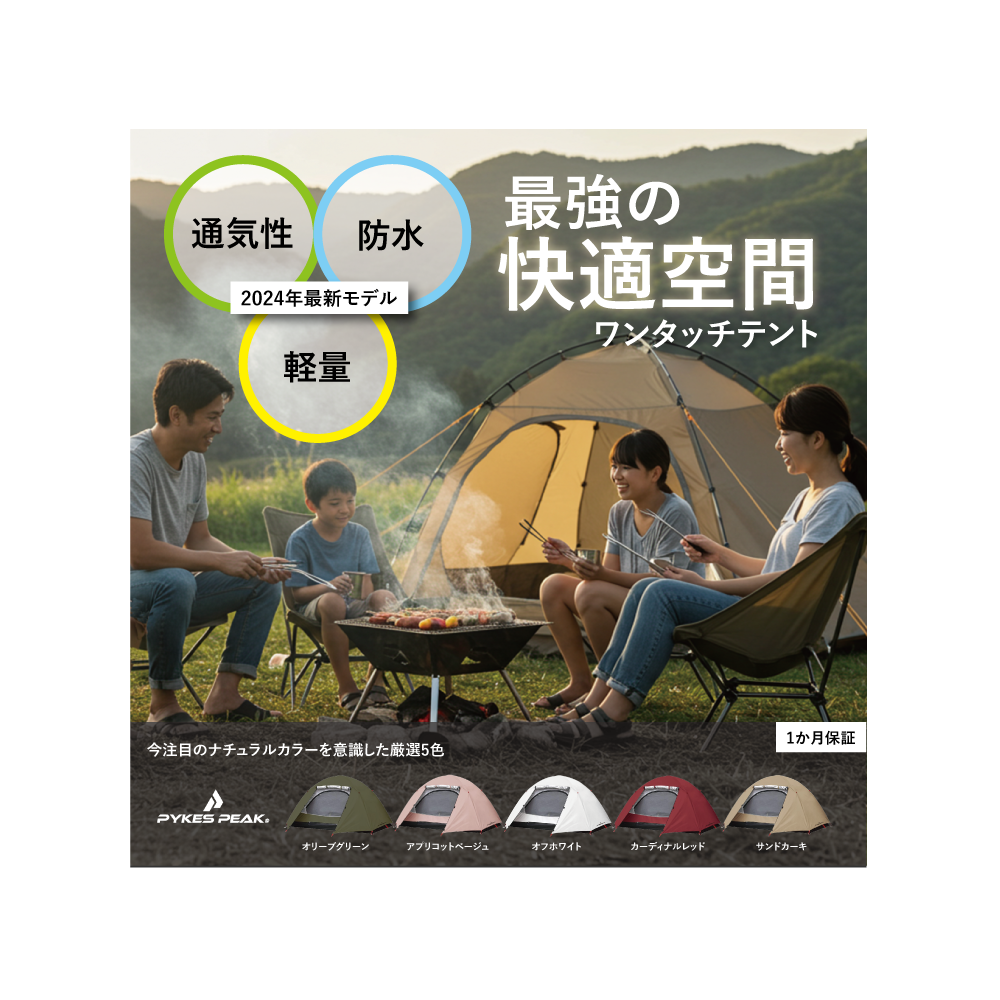 通気性
防水
2024年最新モデル
軽量
最強の
快適空間
ワンタッチテント
1か月保証
今注目のナチュラルカラーを意識した厳選5色
PYKES PEAK®
オリーブグリーン
アプリコットベージュ
オフホワイト
カーディナルレッド
サンドカーキ